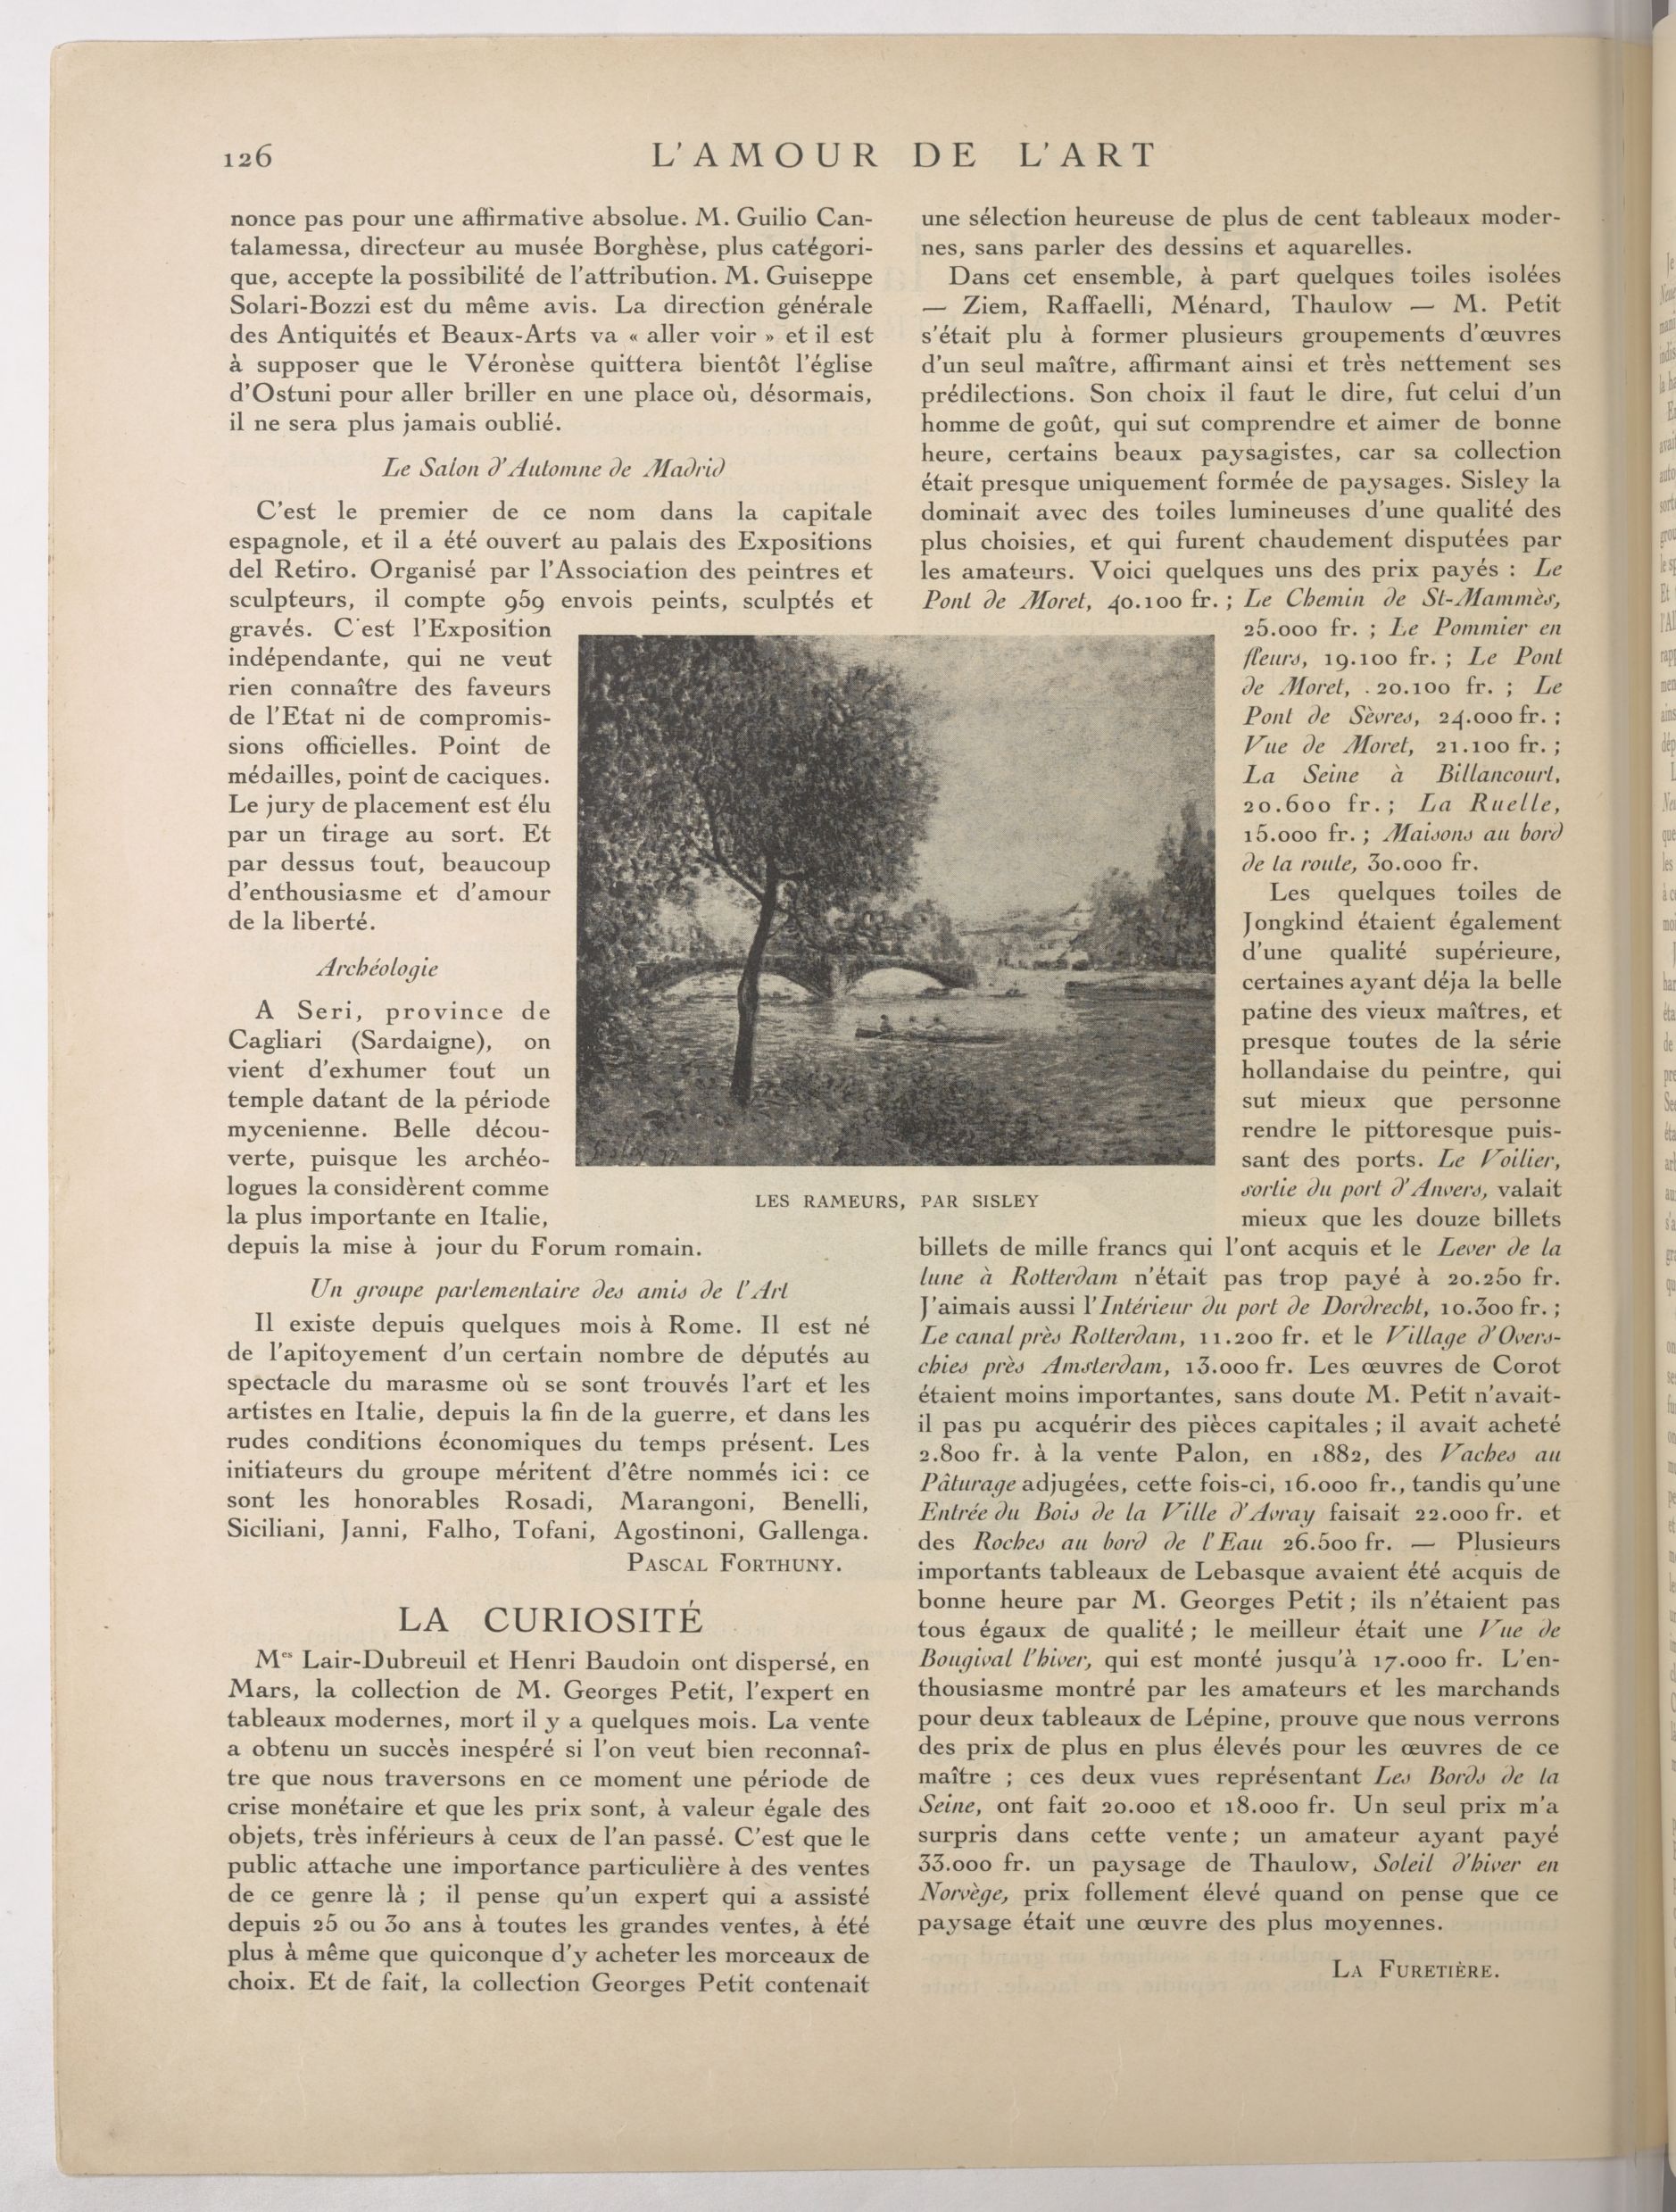 126
L'AMOUR DE L'ART
nonce pas pour une affirmative absolue. M. Guilio Can-
talamessa, directeur au musée Borghèse, plus catégori-
que, accepte la possibilité de l'attribution. M. Guiseppe
Solari-Bozzi est du même avis. La direction générale
des Antiquités et Beaux-Arts va « aller voir » et il est
à supposer que le Véronèse quittera bientôt l'église
d'Ostuni pour aller briller en une place où, désormais,
il ne sera plus jamais oublié.
Le Salon d'Automne de Madrid
C'est le premier de ce nom dans la capitale
espagnole, et il a été ouvert au palais des Expositions
del Retiro. Organisé par l'Association des peintres et
sculpteurs, il compte 959 envois peints, sculptés et
gravés. C'est l'Exposition
indépendante, qui ne veut
rien connaître des faveurs
de l'Etat ni de compromis-
sions officielles. Point de
médailles, point de caciques.
Le jury de placement est élu
par un tirage au sort. Et
par dessus tout, beaucoup
d'enthousiasme et d'amour
de la liberté.
Archéologie
A Seri, province de
Cagliari (Sardaigne), on
vient d'exhumer tout un
temple datant de la période
mycenienne. Belle décou-
verte, puisque les archéo-
logues la considèrent comme
la plus importante en Italie,
depuis la mise à jour du Forum romain.
Un groupe parlementaire des amis de l'Art
Il existe depuis quelques mois à Rome. Il est né
de l'apitoyement d'un certain nombre de députés au
spectacle du marasme où se sont trouvés l'art et les
artistes en Italie, depuis la fin de la guerre, et dans les
rudes conditions économiques du temps présent. Les
initiateurs du groupe méritent d'être nommés ici : ce
sont les honorables Rosadi, Marangoni, Benelli,
Siciliani, Janni, Falho, Tofani, Agostinoni, Gallenga.
PASCAL FORTHUNY.
LA CURIOSITÉ
Mes Lair-Dubreuil et Henri Baudoin ont dispersé, en
Mars, la collection de M. Georges Petit, l'expert en
tableaux modernes, mort il y a quelques mois. La vente
a obtenu un succès inespéré si l'on veut bien reconnaî-
tre que nous traversons en ce moment une période de
crise monétaire et que les prix sont, à valeur égale des
objets, très inférieurs à ceux de l'an passé. C'est que le
public attache une importance particulière à des ventes
de ce genre là ; il pense qu'un expert qui a assisté
depuis 25 ou 30 ans à toutes les grandes ventes, à été
plus à même que quiconque d'y acheter les morceaux de
choix. Et de fait, la collection Georges Petit contenait
LES RAMEURS, PAR SISLEY
une sélection heureuse de plus de cent tableaux moder-
nes, sans parler des dessins et aquarelles.
Dans cet ensemble, à part quelques toiles isolées
— Ziem, Raffaelli, Ménard, Thaulow — M. Petit
s'était plu à former plusieurs groupements d'œuvres
d'un seul maître, affirmant ainsi et très nettement ses
prédilections. Son choix il faut le dire, fut celui d'un
homme de goût, qui sut comprendre et aimer de bonne
heure, certains beaux paysagistes, car sa collection
était presque uniquement formée de paysages. Sisley la
dominait avec des toiles lumineuses d'une qualité des
plus choisies, et qui furent chaudement disputées par
les amateurs. Voici quelques uns des prix payés : Le
Pont de Moret, 40.100 fr. ; Le Chemin de St-Mammès,
25.000 fr. ; Le Pommier en
fleurs, 19.100 fr. ; Le Pont
de Moret, . 20.100 fr. ; Le
Pont de Sèvres, 24.000 fr. ;
Vue de Moret, 21.100 fr. ;
La Seine à Billancourt,
20.600 fr. ; La Ruelle,
15.000 fr. ; Maisons au bord
de la route, 30.000 fr.
Les quelques toiles de
Jongkind étaient également
d'une qualité supérieure,
certaines ayant déja la belle
patine des vieux maîtres, et
presque toutes de la série
hollandaise du peintre, qui
sut mieux que personne
rendre le pittoresque puis-
sant des ports. Le Voilier,
sortie du port d'Anvers, valait
mieux que les douze billets
billets de mille francs qui l'ont acquis et le Lever de la
lune à Rotterdam n'était pas trop payé à 20.250 fr.
J'aimais aussi l'Intérieur du port de Dordrecht, 10.300 fr. ;
Le canal près Rotterdam, 11.200 fr. et le Village d'Overs-
chies près Amsterdam, 13.000 fr. Les œuvres de Corot
étaient moins importantes, sans doute M. Petit n'avait-
il pas pu acquérir des pièces capitales ; il avait acheté
2.800 fr. à la vente Palon, en 1882, des Vaches au
Pâturage adjugées, cette fois-ci, 16.000 fr., tandis qu'une
Entrée du Bois de la Ville d'Avray faisait 22.000 fr. et
des Roches au bord de l'Eau 26.500 fr. — Plusieurs
importants tableaux de Lebasque avaient été acquis de
bonne heure par M. Georges Petit ; ils n'étaient pas
tous égaux de qualité ; le meilleur était une Vue de
Bougival l'hiver, qui est monté jusqu'à 17.000 fr. L'en-
thousiasme montré par les amateurs et les marchands
pour deux tableaux de Lépine, prouve que nous verrons
des prix de plus en plus élevés pour les œuvres de ce
maître ; ces deux vues représentant Les Bords de la
Seine, ont fait 20.000 et 18.000 fr. Un seul prix m'a
surpris dans cette vente ; un amateur ayant payé
33.000 fr. un paysage de Thaulow, Soleil d'hiver en
Norvège, prix follement élevé quand on pense que ce
paysage était une œuvre des plus moyennes.
LA FURETIÈRE.